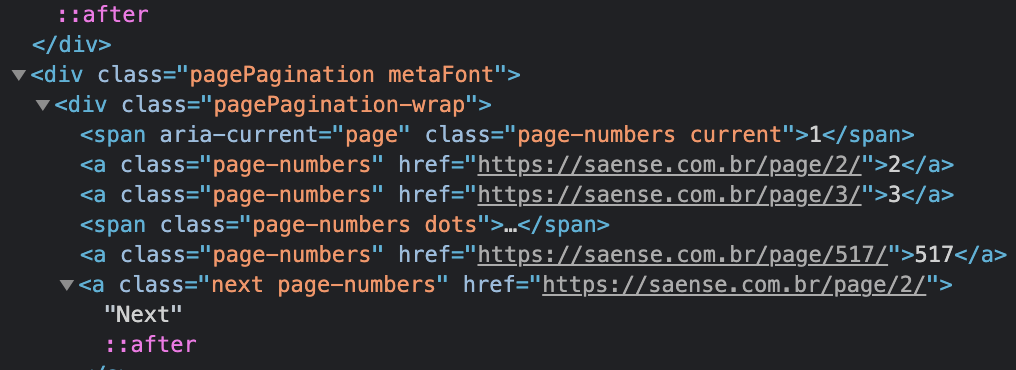 ::after
</div>
<div class="pagePagination metaFont">
<div class="pagePagination-wrap">
<span aria-current="page" class="page-numbers current">1</span>
<a class="page-numbers" href="https://saense.com.br/page/2/">2</a>
<a class="page-numbers" href="https://saense.com.br/page/3/">3</a>
<span class="page-numbers dots">…</span>
<a class="page-numbers" href="https://saense.com.br/page/517/">517</a>
<a class="next page-numbers" href="https://saense.com.br/page/2/">
"Next"
::after